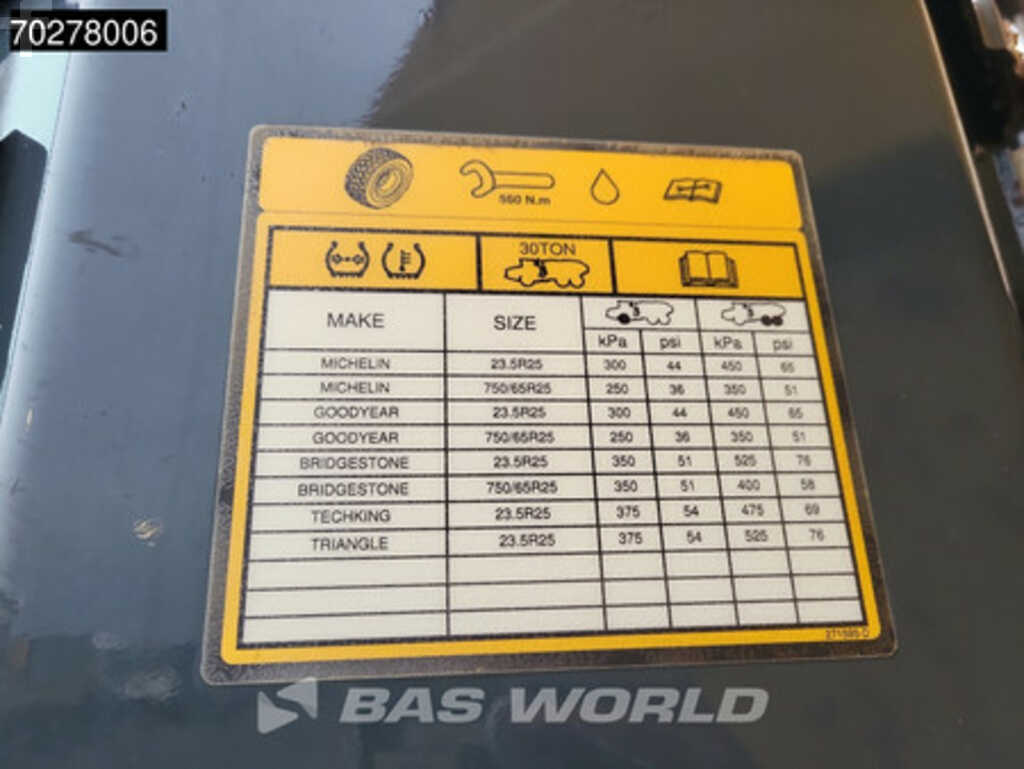 70278006
560 N.m
30TON
MAKE SIZE kPa psi kPa psi
MICHELIN 23.5R25 300 44 450 65
MICHELIN 750/65R25 250 36 350 51
GOODYEAR 23.5R25 300 44 450 65
GOODYEAR 750/65R25 250 36 350 51
BRIDGESTONE 23.5R25 350 51 525 76
BRIDGESTONE 750/65R25 350 51 400 58
TECHKING 23.5R25 375 54 475 69
TRIANGLE 23.5R25 375 54 525 76
BAS WORLD